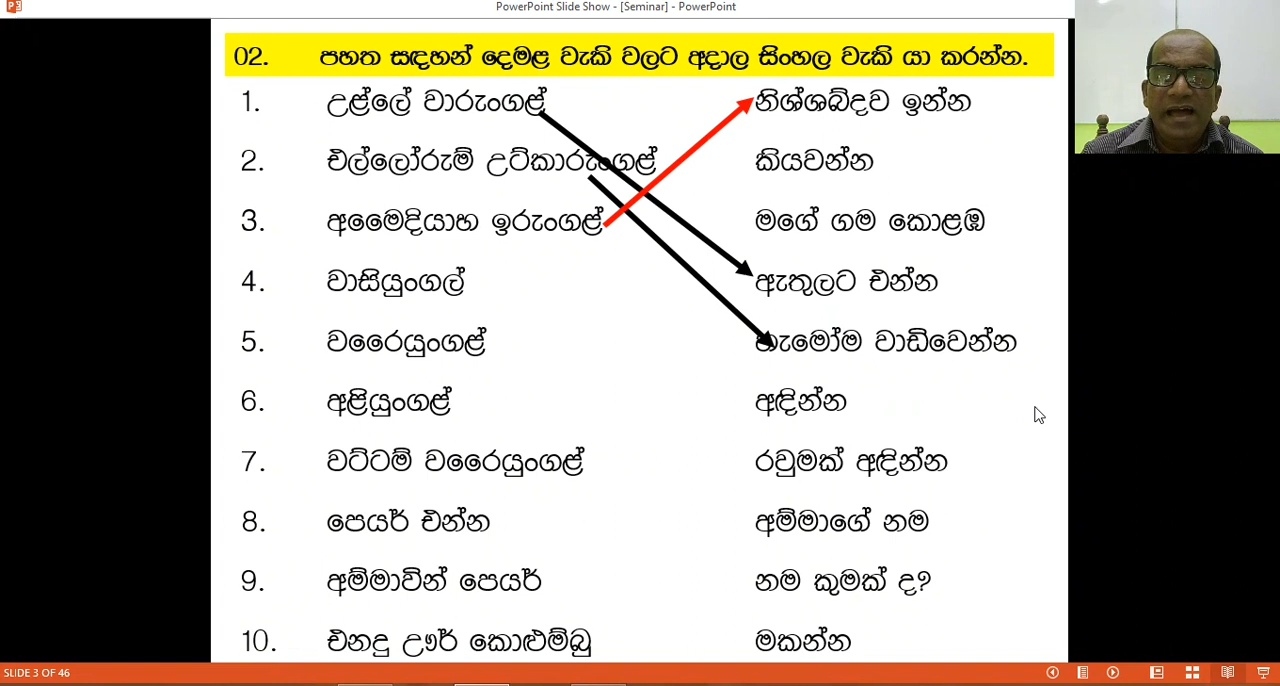 PowerPoint Slide Show - [Seminar] - PowerPoint
02. පහත සඳහන් දෙමළ වැකි වලට අදාල සිංහල වැකි යා කරන්න.
1. උළ්ලේ වාරුංගළ් නිශ්ශබ්දව ඉන්න
2. එල්ලෝරුම් උට්කාරුංගළ් කියවන්න
3. අමෛදියාහ ඉරුංගළ් මගේ ගම කොළඹ
4. වාසියුංගල් ඇතුලට එන්න
5. වරෛයුංගළ් හැමෝම වාඩිවෙන්න
6. අළියුංගළ් අඳින්න
7. වට්ටම් වරෛයුංගළ් රවුමක් අඳින්න
8. පෙයර් එන්න අම්මාගේ නම
9. අම්මාවින් පෙයර් නම කුමක් ද?
10. එනදු ඌර් කොළුම්බු මකන්න
SLIDE 3 OF 46